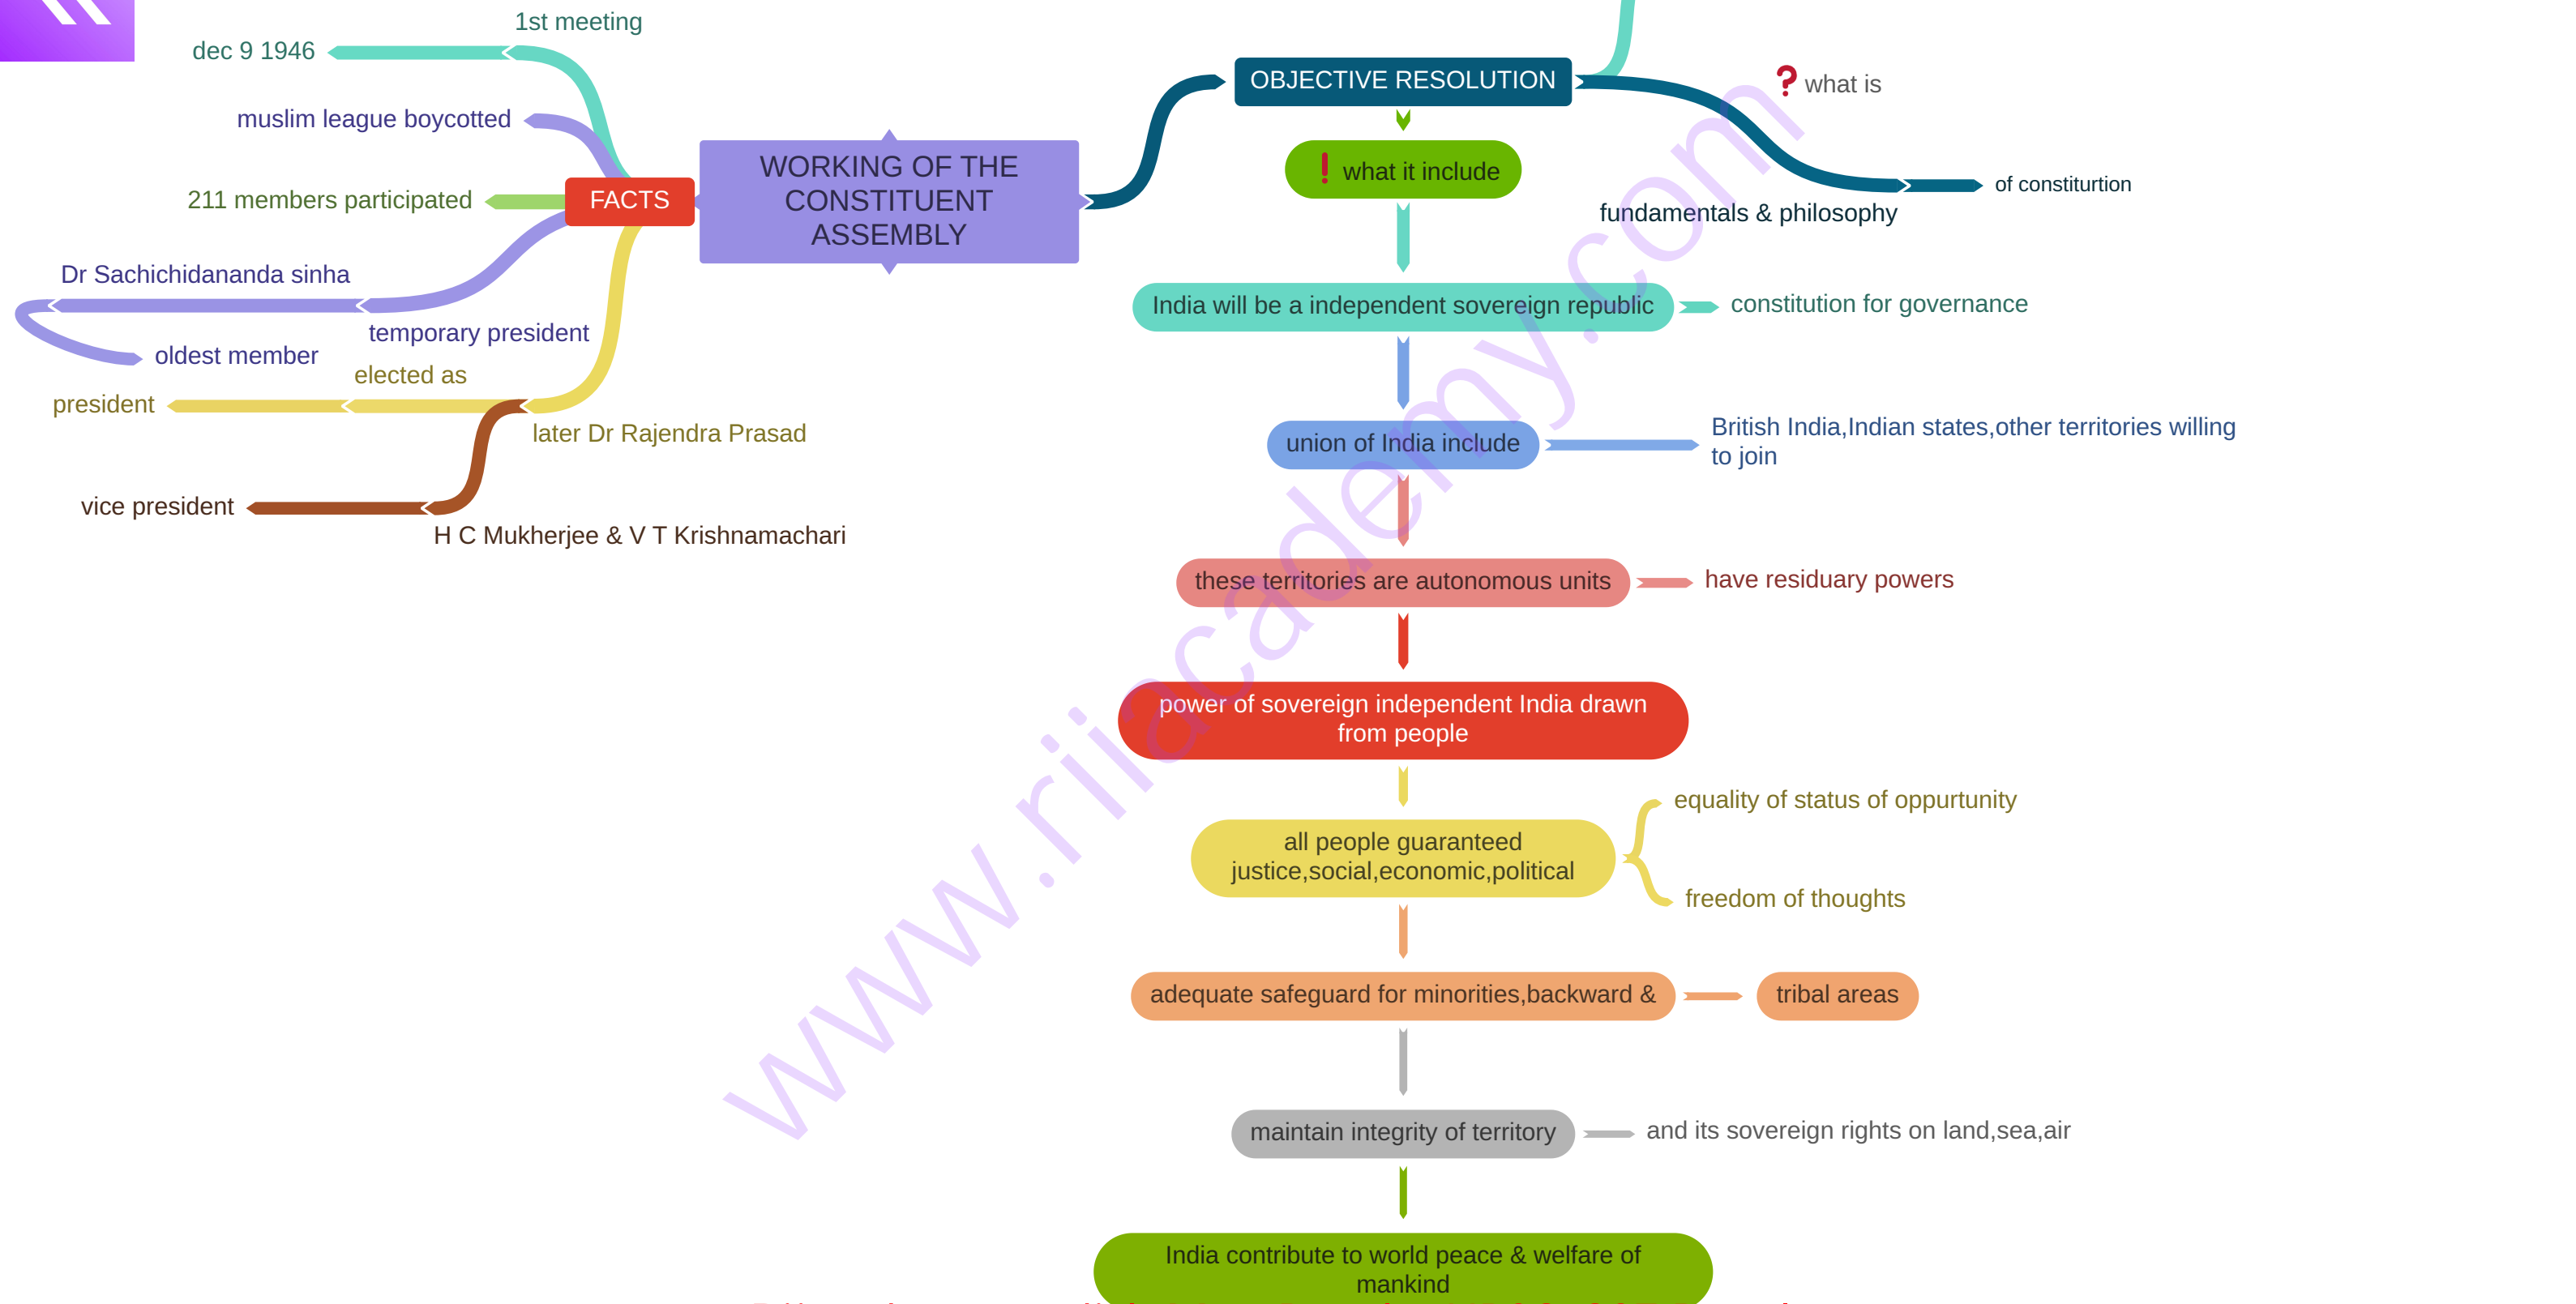 1st meeting
dec 9 1946
muslim league boycotted
211 members participated
FACTS
Dr Sachichidananda sinha
temporary president
oldest member
elected as
president
later Dr Rajendra Prasad
vice president
H C Mukherjee & V T Krishnamachari
WORKING OF THE
CONSTITUENT
ASSEMBLY
OBJECTIVE RESOLUTION
? what is
of constiturtion
fundamentals & philosophy
! what it include
India will be a independent sovereign republic
constitution for governance
union of India include
British India,Indian states,other territories willing
to join
these territories are autonomous units
have residuary powers
power of sovereign independent India drawn
from people
all people guaranteed
justice,social,economic,political
equality of status of oppurtunity
freedom of thoughts
adequate safeguard for minorities,backward &
tribal areas
maintain integrity of territory
and its sovereign rights on land,sea,air
India contribute to world peace & welfare of
mankind
www.riiacademy.com